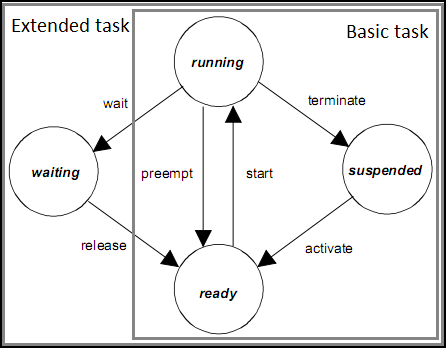 Extended task
Basic task
running
wait
terminate
waiting
preempt
start
suspended
release
activate
ready